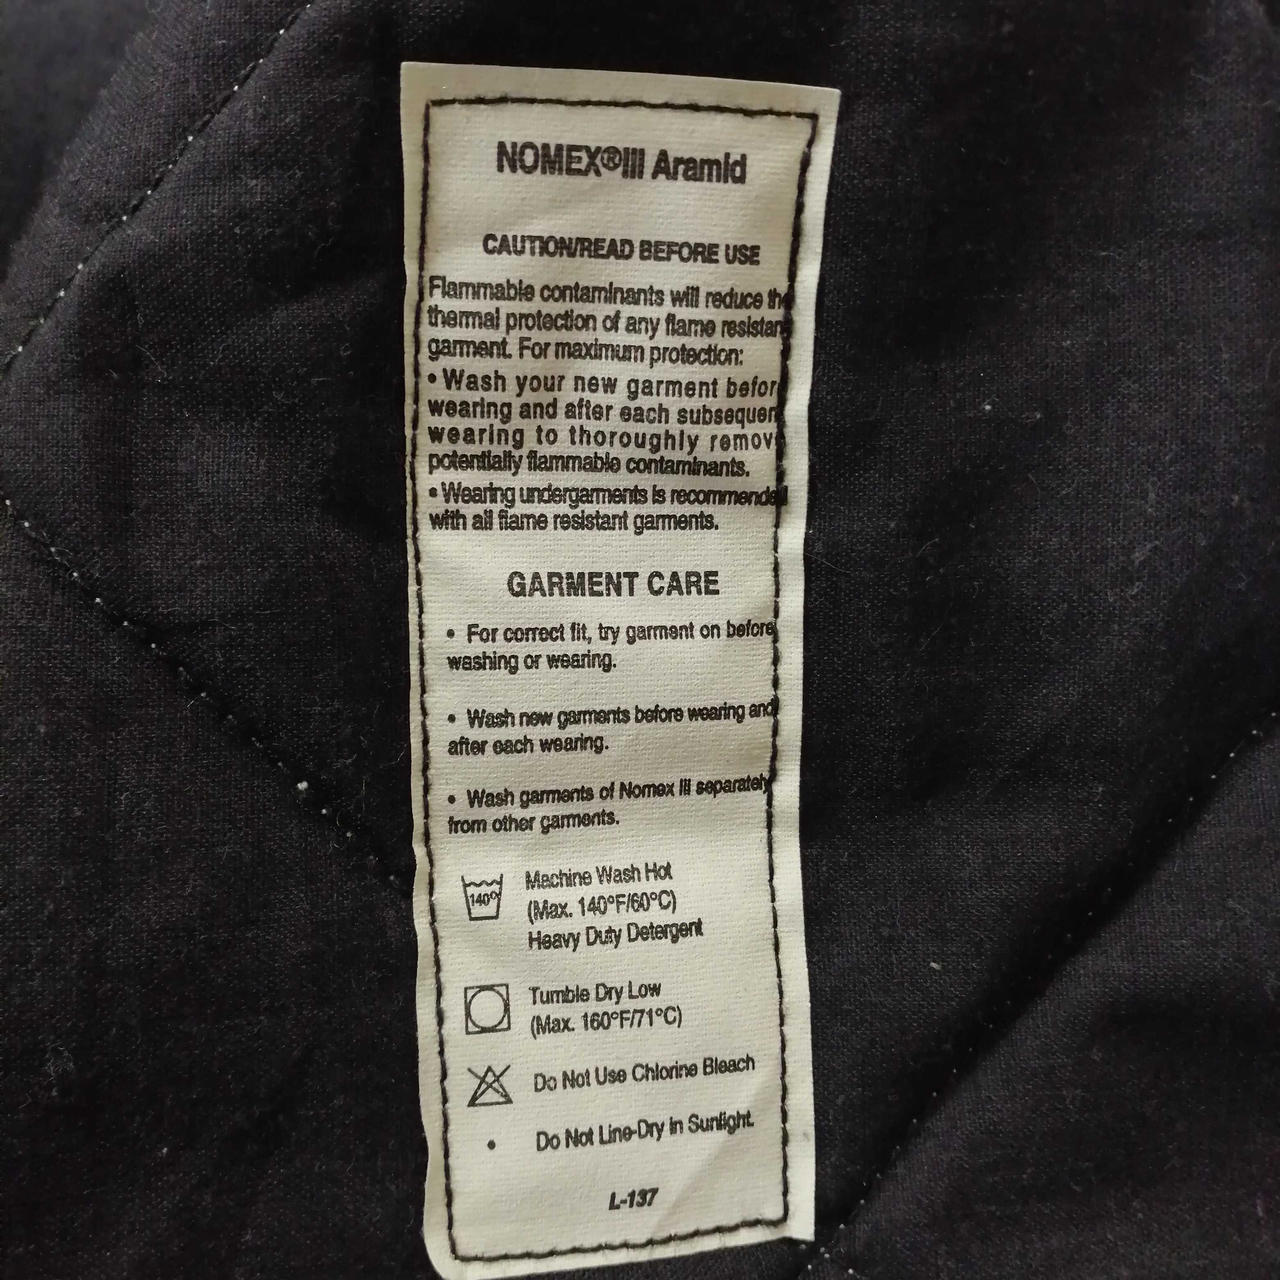 NOMEX®III Aramid
CAUTION/READ BEFORE USE
Flammable contaminants will reduce the
thermal protection of any flame resistan
garment. For maximum protection:
• Wash your new garment befor
wearing and after each subsequen
wearing to thoroughly remov
potentially flammable contaminants.
• Wearing undergarments is recommended
with all flame resistant garments.
GARMENT CARE
• For correct fit, try garment on before
washing or wearing.
• Wash new garments before wearing and
after each wearing.
• Wash garments of Nomex III separately
from other garments.
140° Machine Wash Hot
(Max. 140°F/60°C)
Heavy Duty Detergent
Tumble Dry Low
(Max. 160°F/71°C)
Do Not Use Chlorine Bleach
• Do Not Line-Dry in Sunlight.
L-137